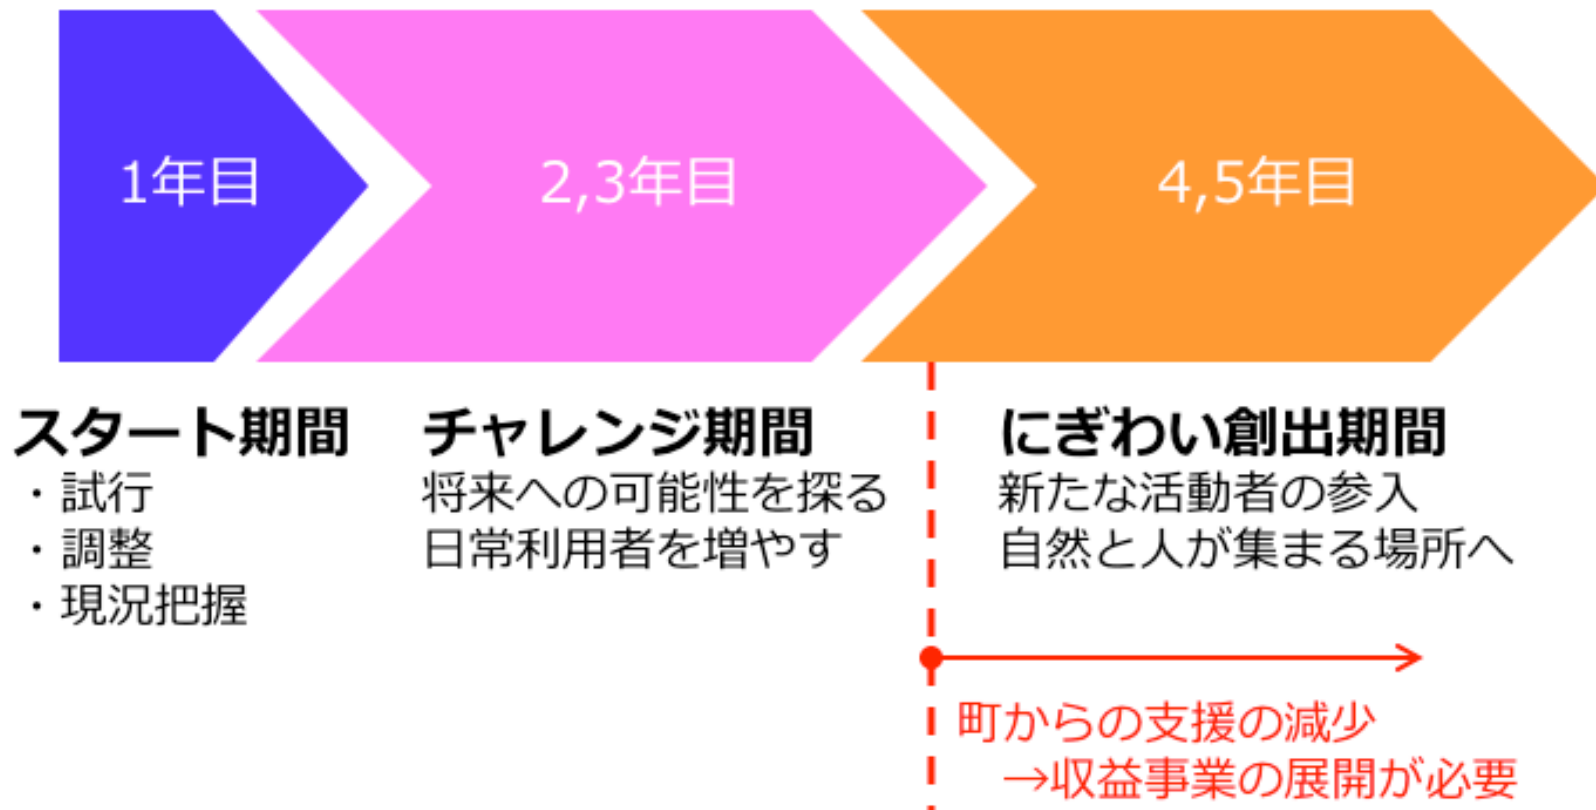 1年目
2,3年目
4,5年目
スタート期間
・試行
・調整
・現況把握
チャレンジ期間
将来への可能性を探る
日常利用者を増やす
にぎわい創出期間
新たな活動者の参入
自然と人が集まる場所へ
町からの支援の減少
→収益事業の展開が必要